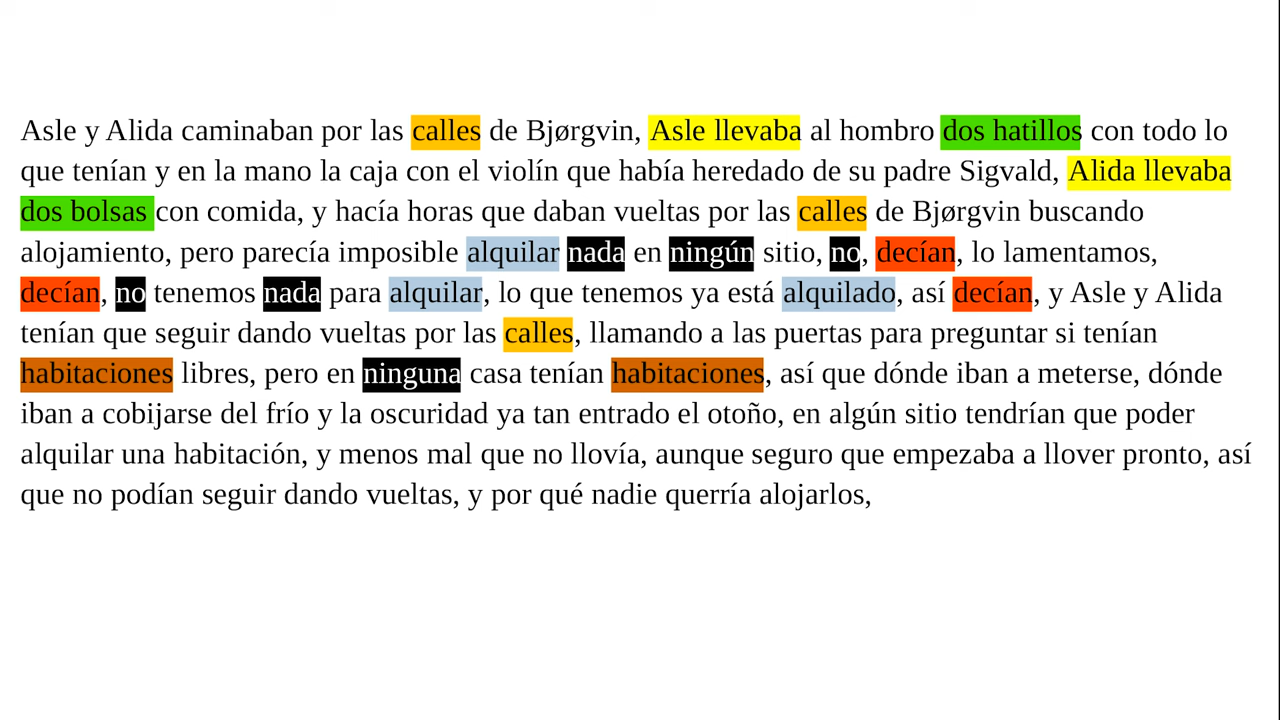 Asle y Alida caminaban por las calles de Bjørgvin, Asle llevaba al hombro dos hatillos con todo lo
que tenían y en la mano la caja con el violín que había heredado de su padre Sigvald, Alida llevaba
dos bolsas con comida, y hacía horas que daban vueltas por las calles de Bjørgvin buscando
alojamiento, pero parecía imposible alquilar nada en ningún sitio, no, decían, lo lamentamos,
decían, no tenemos nada para alquilar, lo que tenemos ya está alquilado, así decían, y Asle y Alida
tenían que seguir dando vueltas por las calles, llamando a las puertas para preguntar si tenían
habitaciones libres, pero en ninguna casa tenían habitaciones, así que dónde iban a meterse, dónde
iban a cobijarse del frío y la oscuridad ya tan entrado el otoño, en algún sitio tendrían que poder
alquilar una habitación, y menos mal que no llovía, aunque seguro que empezaba a llover pronto, así
que no podían seguir dando vueltas, y por qué nadie querría alojarlos,